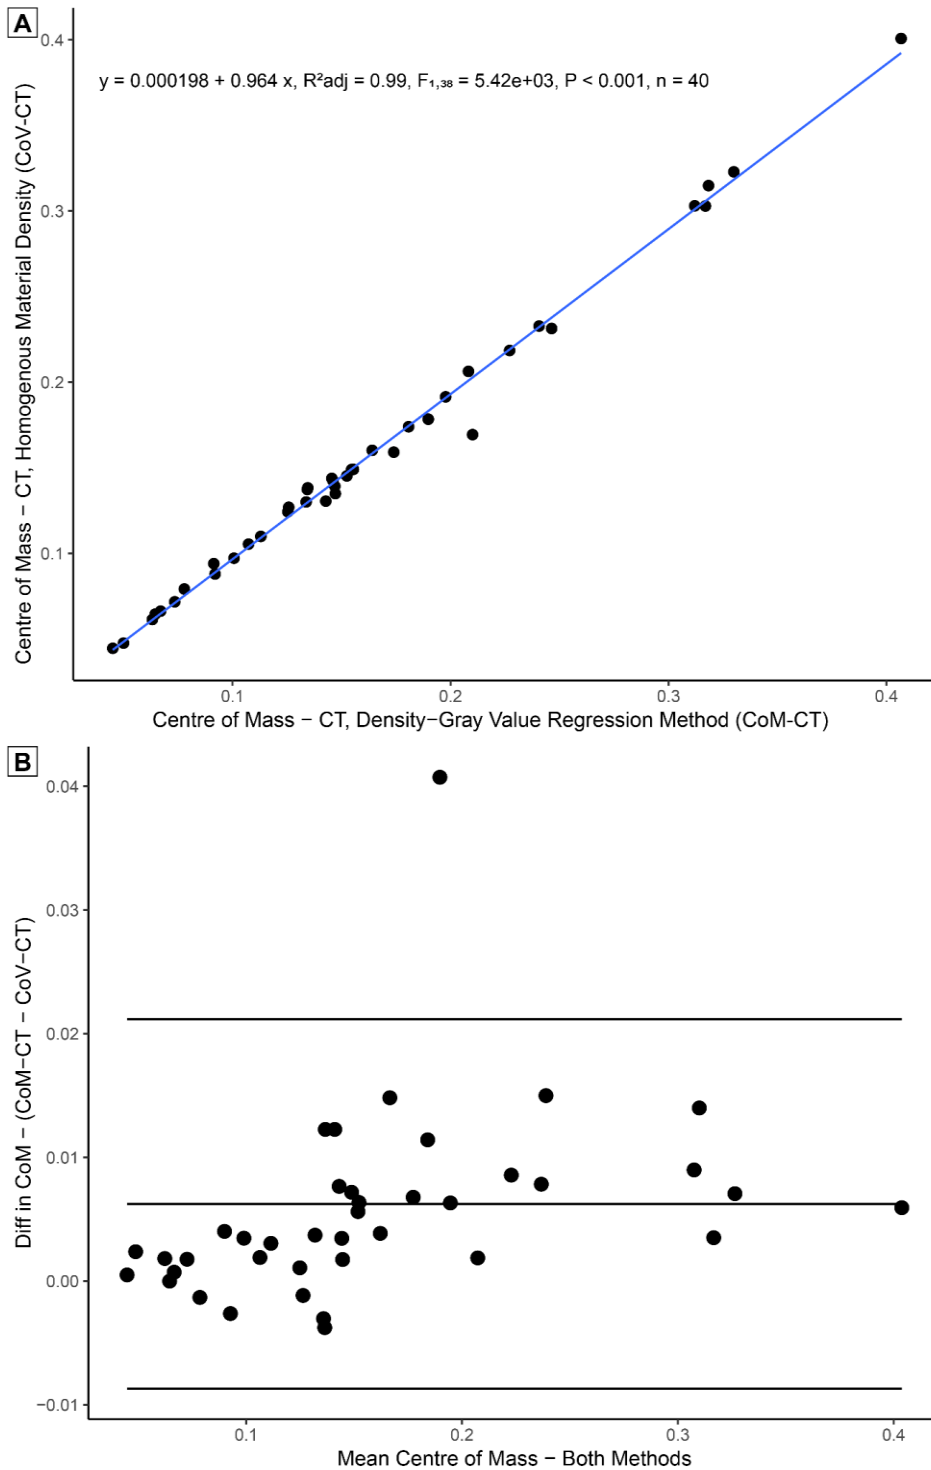 A
0.4
y = 0.000198 + 0.964 x, R²adj = 0.99, F₁,₃₈ = 5.42e+03, P < 0.001, n = 40
Centre of Mass − CT, Homogenous Material Density (CoV-CT)
0.3
0.2
0.1
0.1 0.2 0.3 0.4
Centre of Mass − CT, Density−Gray Value Regression Method (CoM-CT)
B
0.04
0.03
Diff in CoM − (CoM−CT − CoV−CT)
0.02
0.01
0.00
−0.01
0.1 0.2 0.3 0.4
Mean Centre of Mass − Both Methods